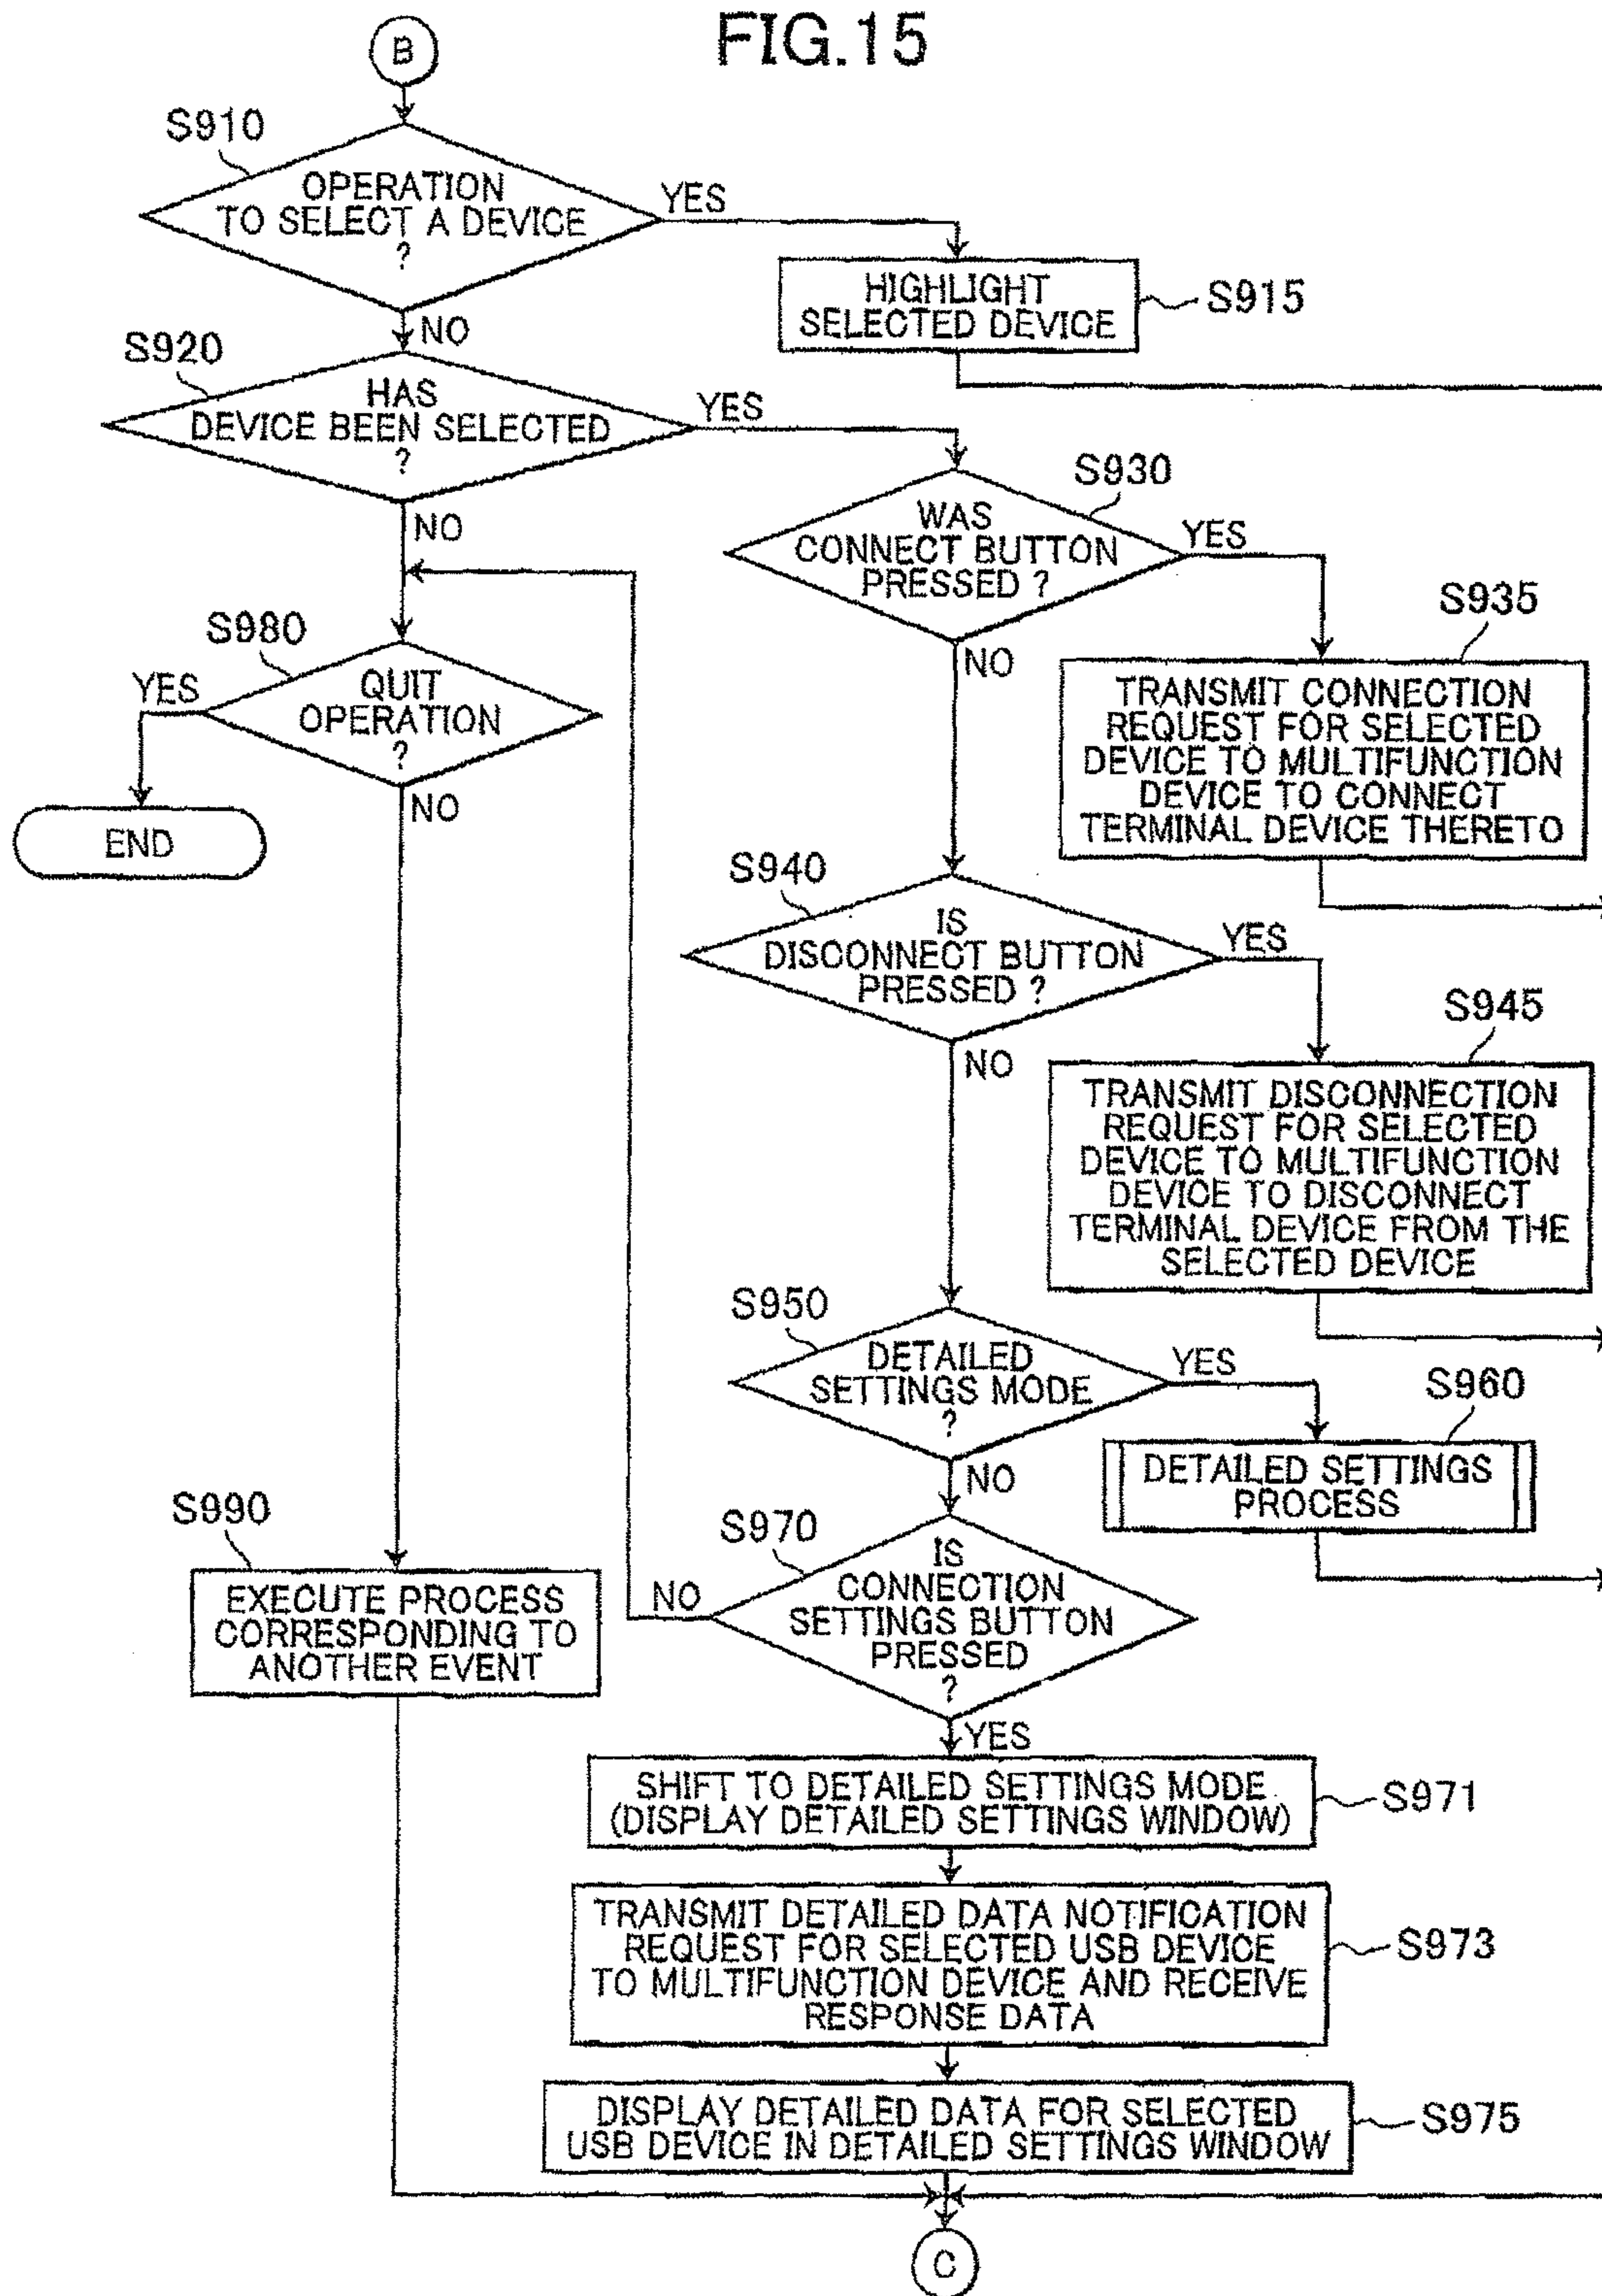 FIG.15
B
S910
OPERATION
TO SELECT A DEVICE
?
YES
NO
HIGHLIGHT
SELECTED DEVICE
S915
S920
HAS
DEVICE BEEN SELECTED
?
YES
NO
S930
WAS
CONNECT BUTTON
PRESSED ?
YES
NO
S935
TRANSMIT CONNECTION
REQUEST FOR SELECTED
DEVICE TO MULTIFUNCTION
DEVICE TO CONNECT
TERMINAL DEVICE THERETO
S980
QUIT
OPERATION
?
YES
NO
END
S940
IS
DISCONNECT BUTTON
PRESSED ?
YES
NO
S945
TRANSMIT DISCONNECTION
REQUEST FOR SELECTED
DEVICE TO MULTIFUNCTION
DEVICE TO DISCONNECT
TERMINAL DEVICE FROM THE
SELECTED DEVICE
S950
DETAILED
SETTINGS MODE
?
YES
NO
S960
DETAILED SETTINGS
PROCESS
S990
EXECUTE PROCESS
CORRESPONDING TO
ANOTHER EVENT
S970
IS
CONNECTION
SETTINGS BUTTON
PRESSED
?
NO
YES
SHIFT TO DETAILED SETTINGS MODE
(DISPLAY DETAILED SETTINGS WINDOW)
S971
TRANSMIT DETAILED DATA NOTIFICATION
REQUEST FOR SELECTED USB DEVICE
TO MULTIFUNCTION DEVICE AND RECEIVE
RESPONSE DATA
S973
DISPLAY DETAILED DATA FOR SELECTED
USB DEVICE IN DETAILED SETTINGS WINDOW
S975
C